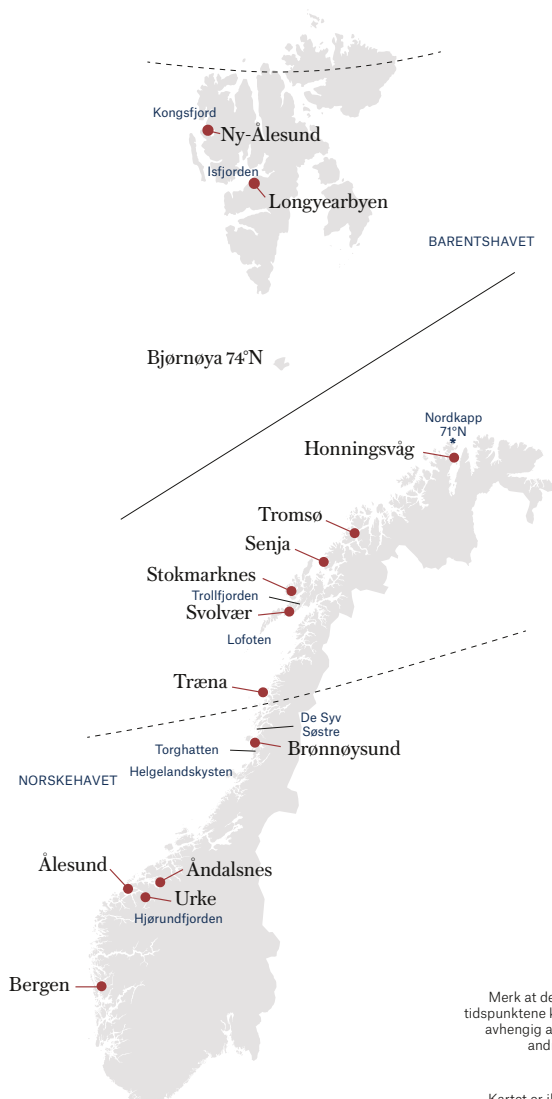 Kongsfjord
Ny-Ålesund
Isfjorden
Longyearbyen
BARENTSHAVET
Bjørnøya 74°N
Nordkapp
71°N
*
Honningsvåg
Tromsø
Senja
Stokmarknes
Trollfjorden
Svolvær
Lofoten
Træna
De Syv
Søstre
Brønnøysund
Torghatten
Helgelandskysten
NORSKEHAVET
Ålesund
Åndalsnes
Urke
Hjørundfjorden
Bergen
Merk at de
tidspunktene k
avhengig a
and